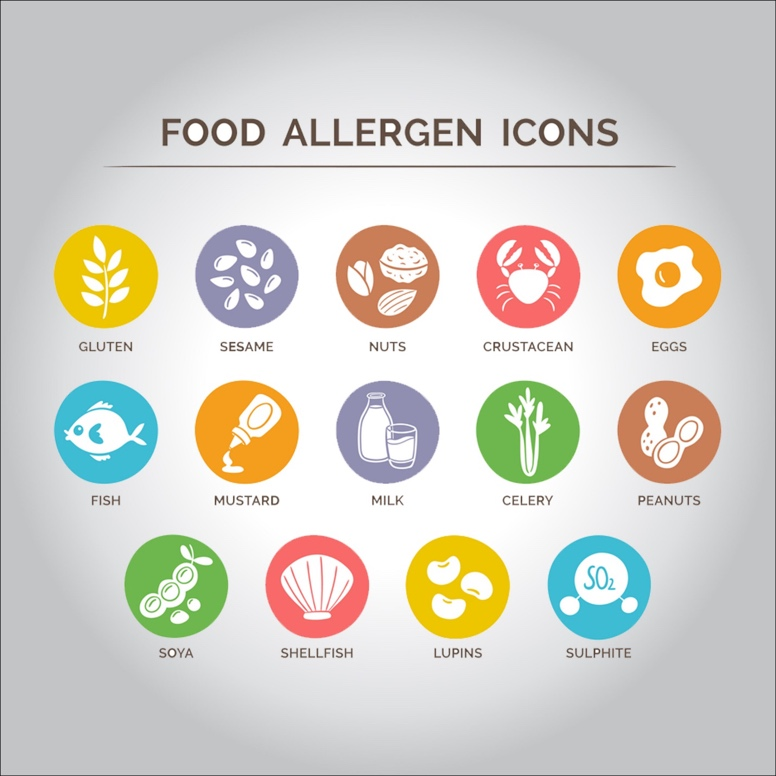 FOOD ALLERGEN ICONS
GLUTEN
SESAME
NUTS
CRUSTACEAN
EGGS
FISH
MUSTARD
MILK
CELERY
PEANUTS
SO₂
SOYA
SHELLFISH
LUPINS
SULPHITE